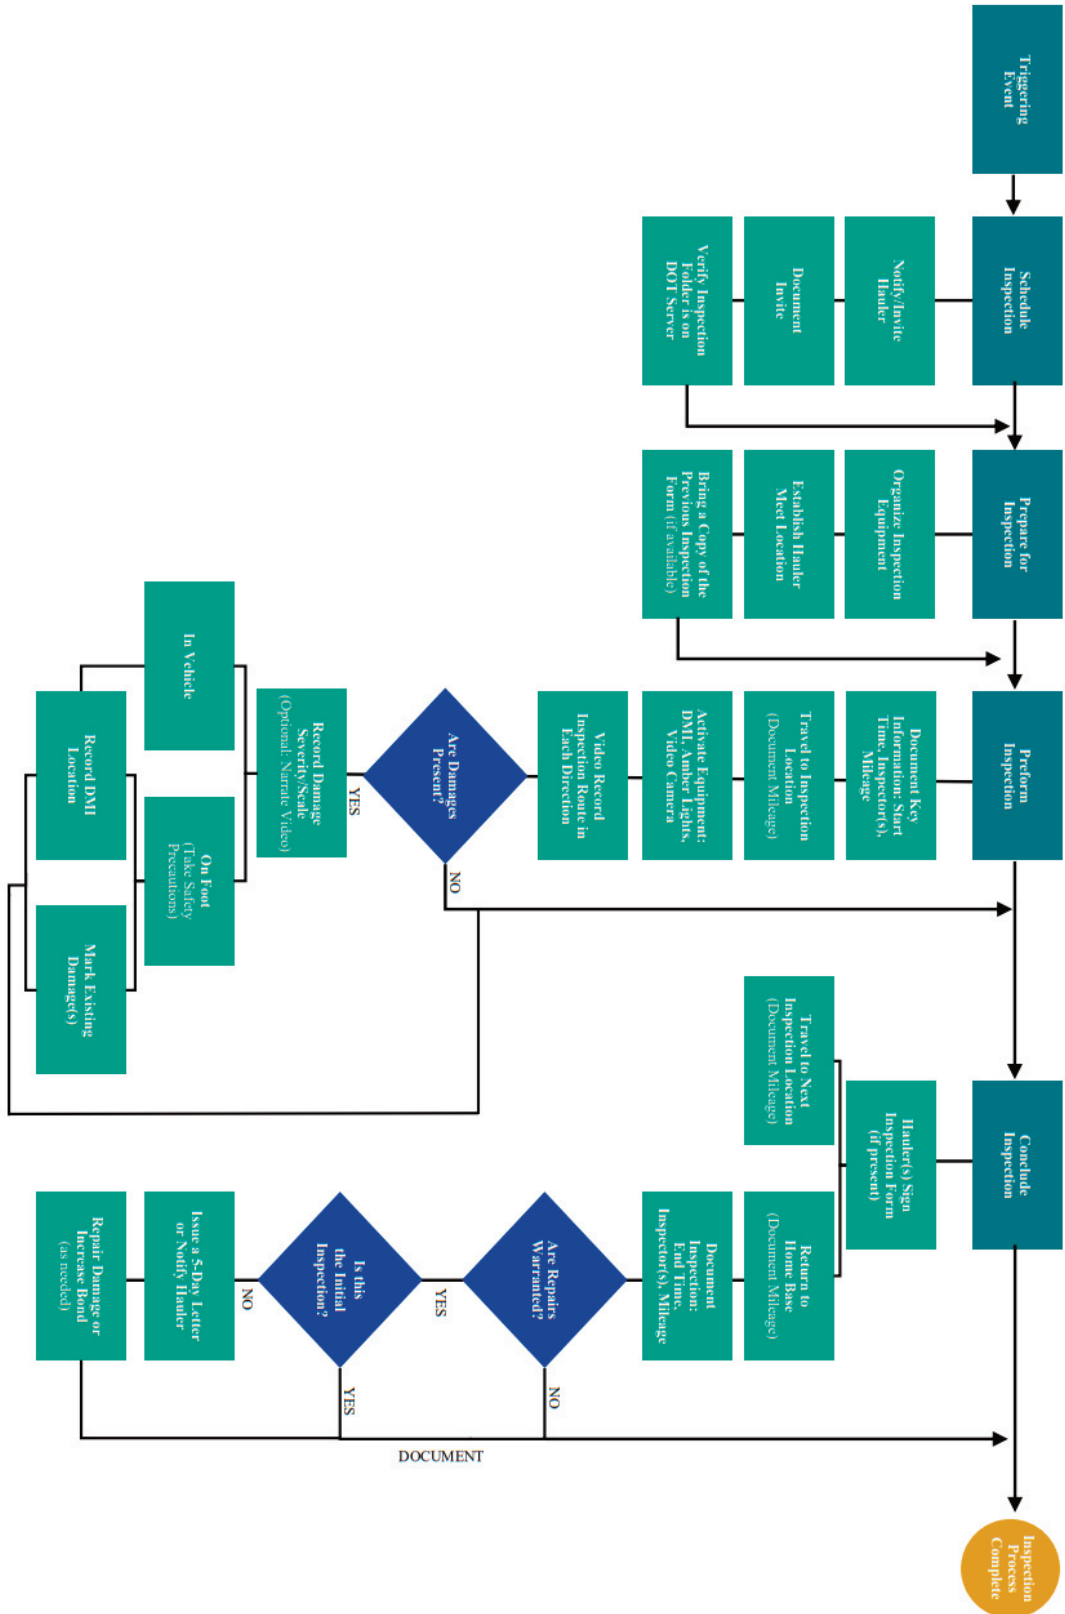 Triggering
Event
Schedule
Inspection
Notify/Invite
Hauler
Document
Invite
Verify Inspection
Folder is on
DOT Server
Prepare for
Inspection
Organize Inspection
Equipment
Establish Hauler
Meet Location
Bring a Copy of the
Previous Inspection
Form (if available)
Preform
Inspection
Document Key
Information: Start
Time, Inspector(s),
Mileage
Travel to Inspection
Location
(Document Mileage)
Activate Equipment:
DMI, Amber Lights,
Video Camera
Video Record
Inspection Route in
Each Direction
Are Damages
Present?
NO
YES
Record Damage
Severity/Scale
(Optional: Narrate Video)
In Vehicle
On Foot
(Take Safety
Precautions)
Record DMI
Location
Mark Existing
Damage(s)
Conclude
Inspection
Hauler(s) Sign
Inspection Form
(if present)
Travel to Next
Inspection Location
(Document Mileage)
Return to
Home Base
(Document Mileage)
Document
Inspection:
End Time,
Inspector(s), Mileage
Are Repairs
Warranted?
NO
YES
Is this
the Initial
Inspection?
YES
NO
Issue a 5-Day Letter
or Notify Hauler
Repair Damage or
Increase Bond
(as needed)
DOCUMENT
Inspection
Process
Complete